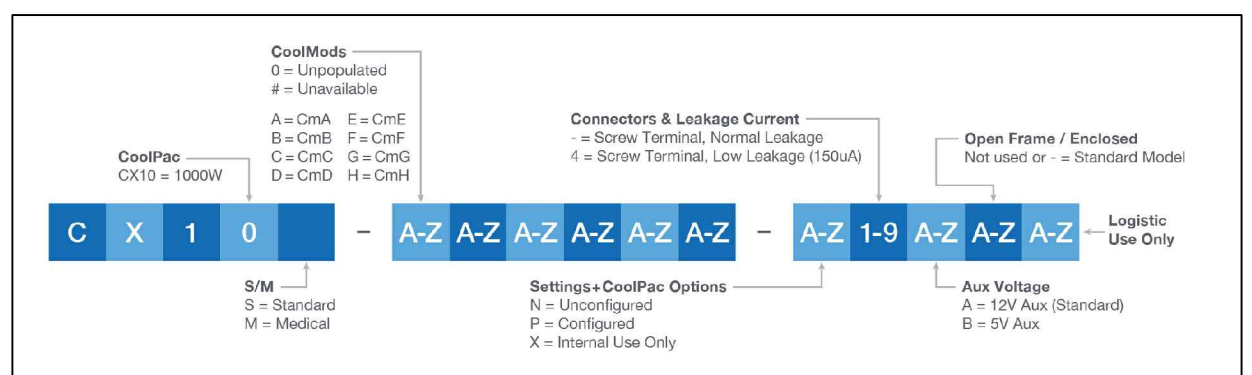 CoolMods
0 = Unpopulated
# = Unavailable
A = CmA E = CmE
B = CmB F = CmF
C = CmC G = CmG
D = CmD H = CmH
CoolPac
CX10 = 1000W
Connectors & Leakage Current
- = Screw Terminal, Normal Leakage
4 = Screw Terminal, Low Leakage (150uA)
Open Frame / Enclosed
Not used or - = Standard Model
C X 1 0 - A-Z A-Z A-Z A-Z A-Z A-Z - A-Z 1-9 A-Z A-Z A-Z
Logistic
Use Only
S/M
S = Standard
M = Medical
Settings+CoolPac Options
N = Unconfigured
P = Configured
X = Internal Use Only
Aux Voltage
A = 12V Aux (Standard)
B = 5V Aux